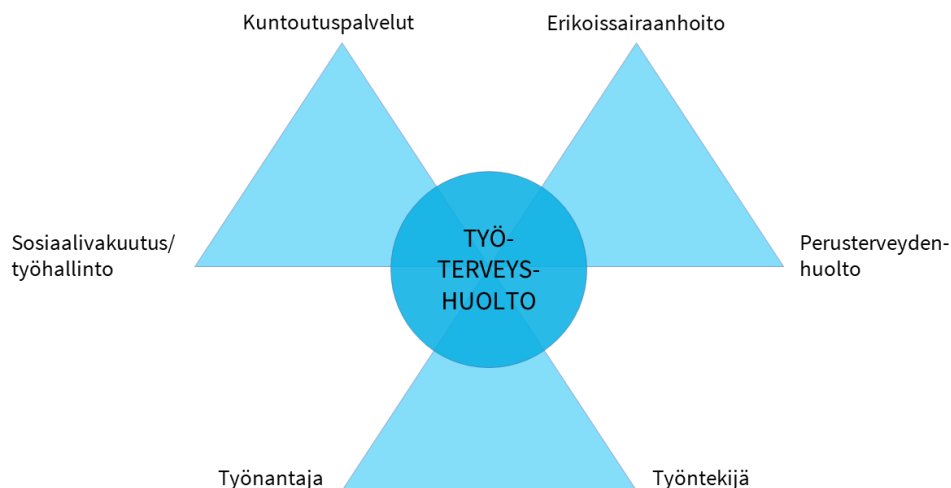 Kuntoutuspalvelut
Erikoissairaanhoito
Sosiaalivakuutus/
työhallinto
TYÖ-
TERVEYS-
HUOLTO
Perusterveyden-
huolto
Työnantaja
Työntekijä